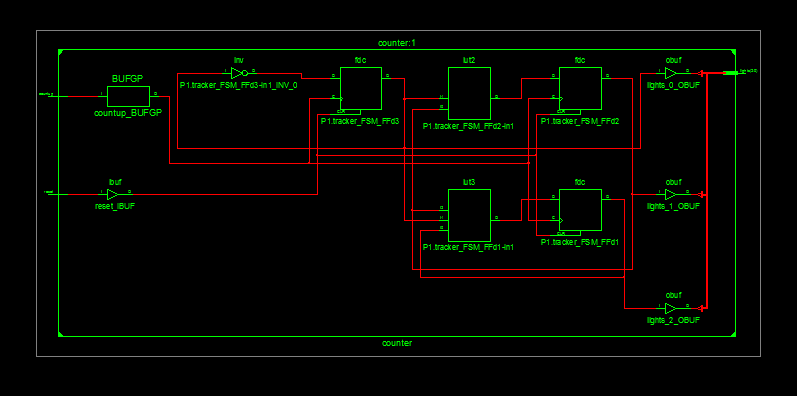 counter:1
inv
fdc
lut2
fdc
obuf
BUFGP
P1.tracker_FSM_FFd3-In1_INV_0
lights_0_OBUF
countup_BUFGP
P1.tracker_FSM_FFd3
P1.tracker_FSM_FFd2-In1
P1.tracker_FSM_FFd2
ibuf
lut3
fdc
obuf
reset_IBUF
lights_1_OBUF
P1.tracker_FSM_FFd1-In1
P1.tracker_FSM_FFd1
obuf
lights_2_OBUF
counter